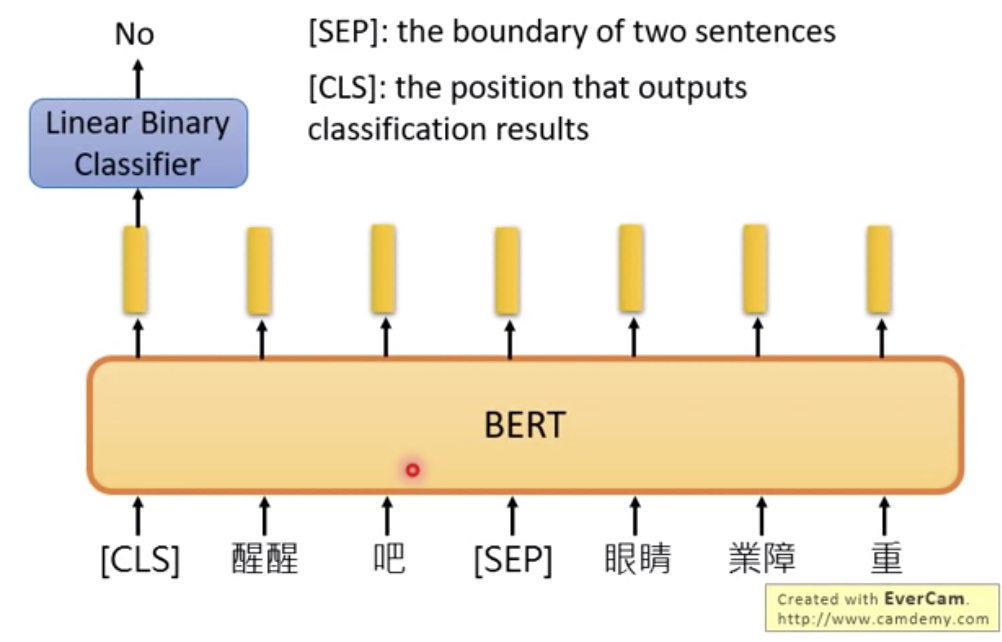 No
[SEP]: the boundary of two sentences
[CLS]: the position that outputs
classification results
Linear Binary
Classifier
BERT
[CLS] 醒醒 吧 [SEP] 眼睛 業障 重
Created with EverCam.
http://www.camdemy.com